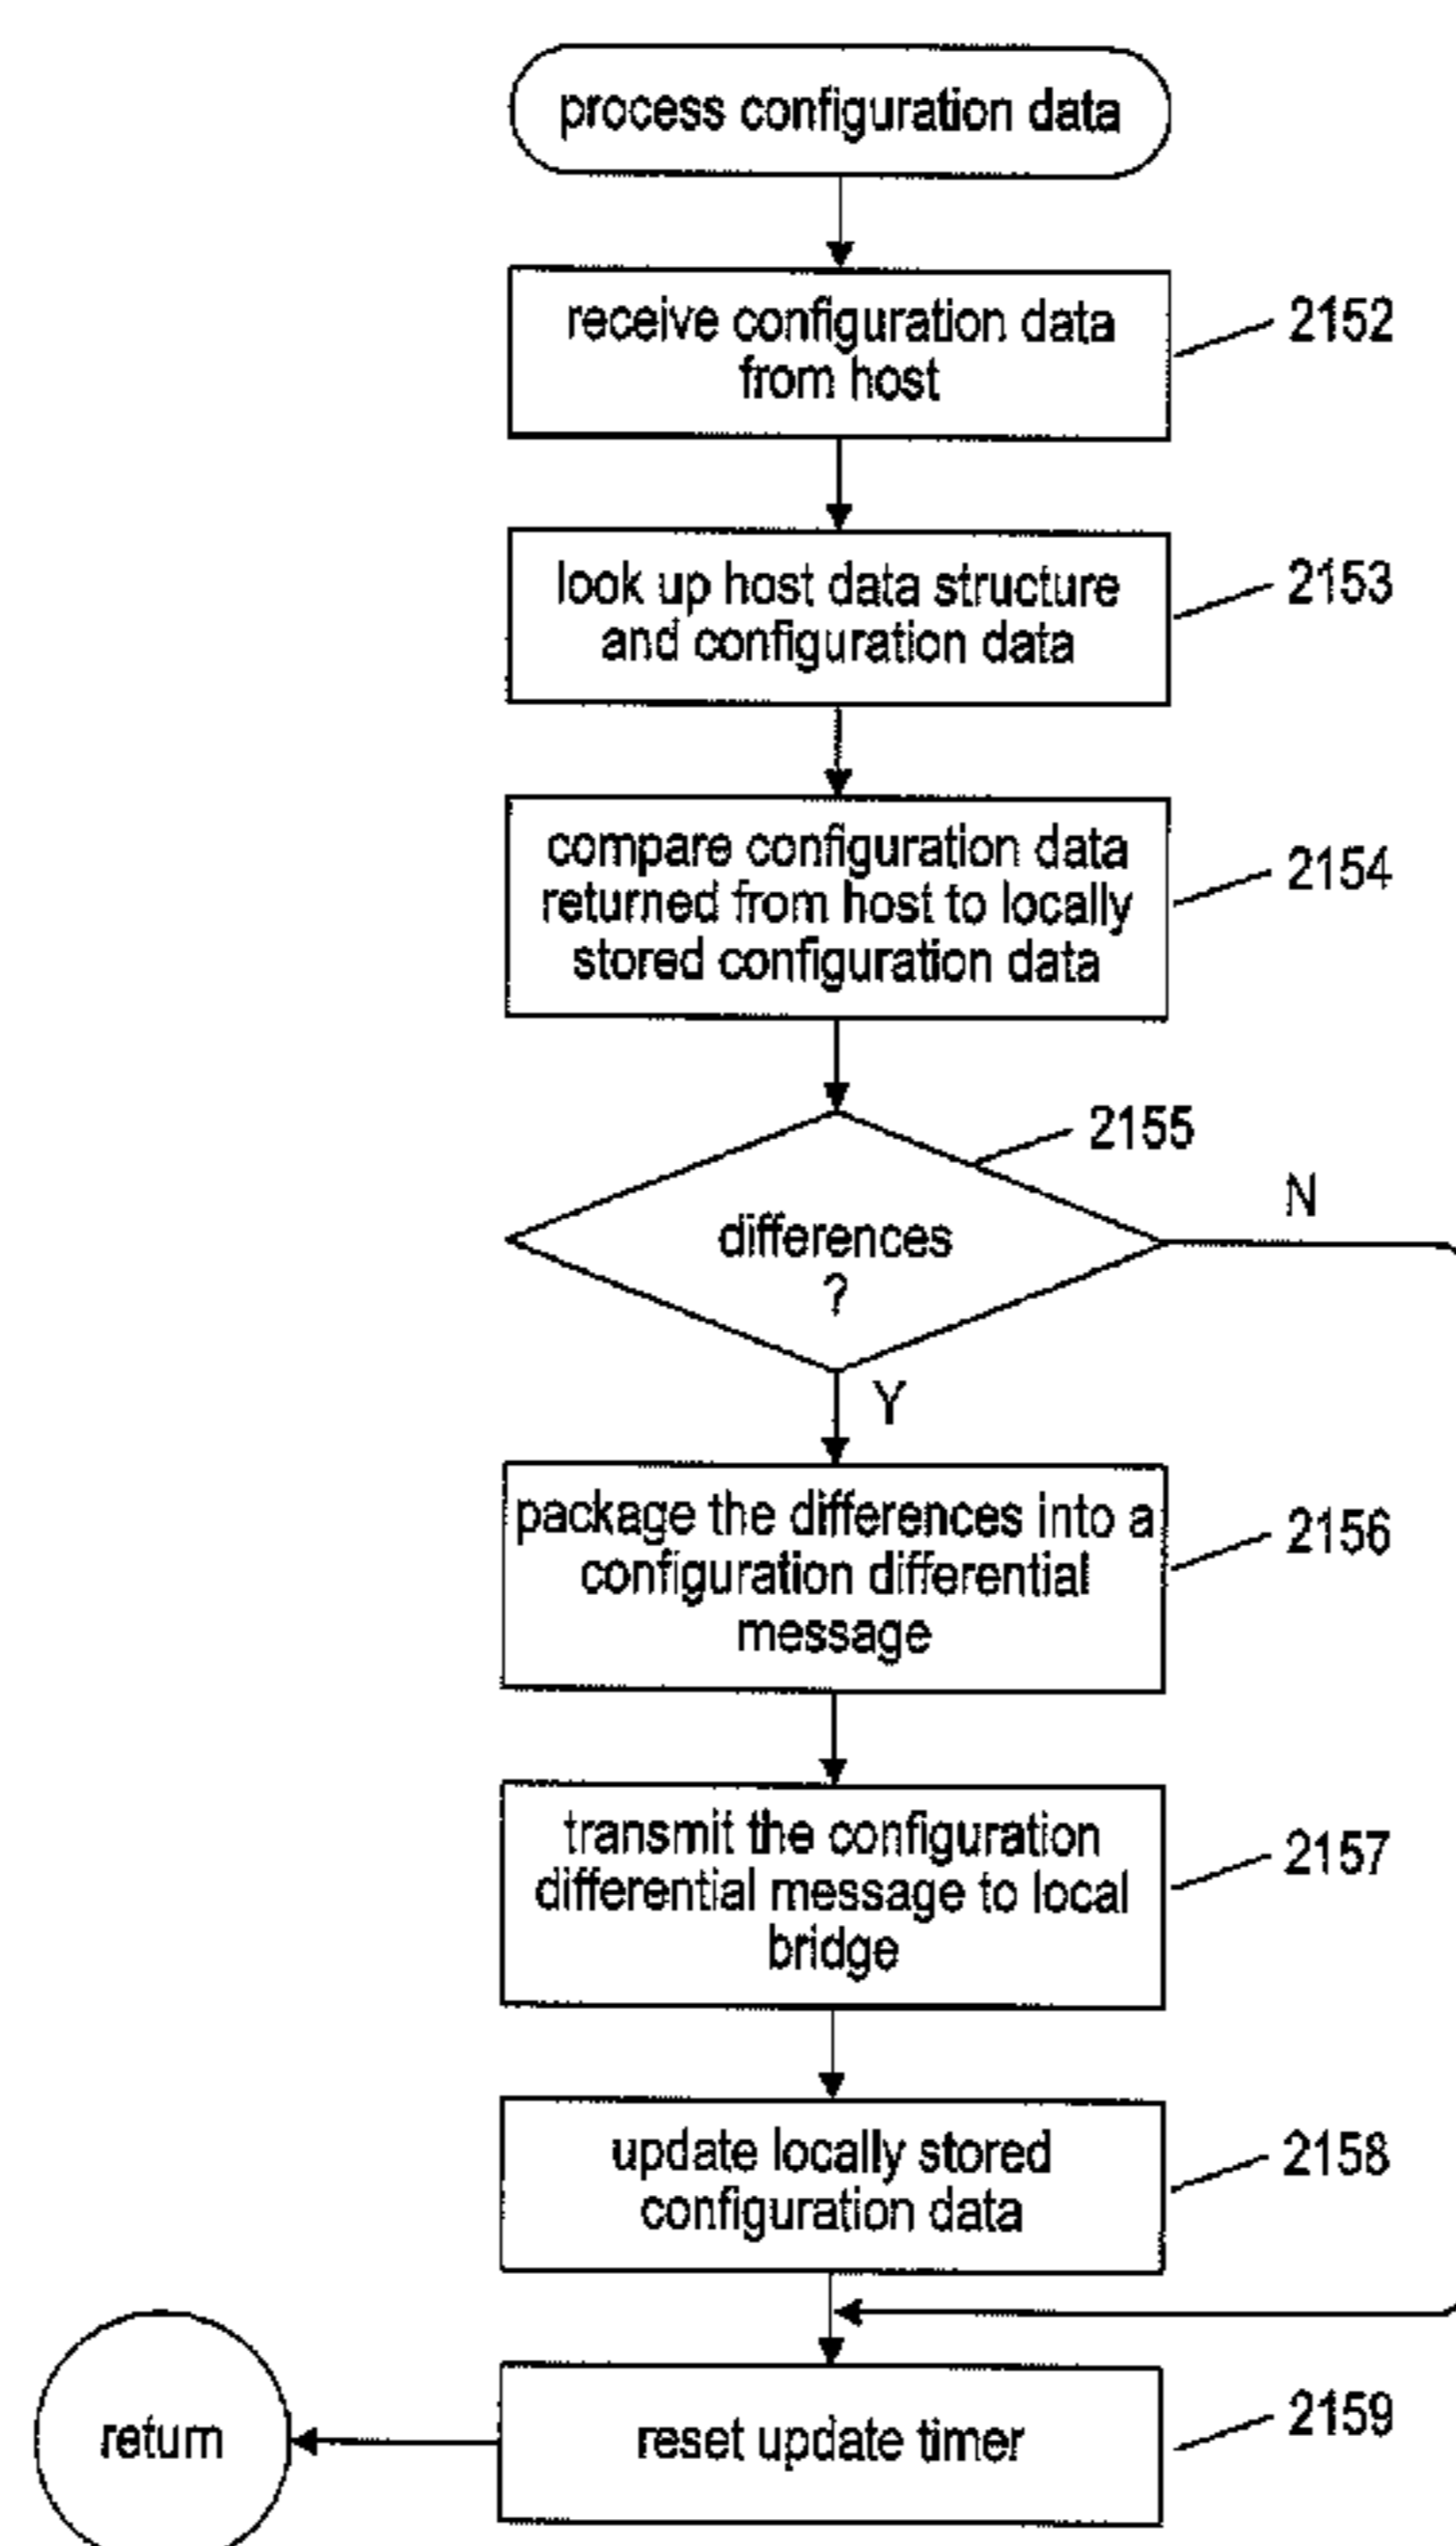 process configuration data
receive configuration data
from host
2152
look up host data structure
and configuration data
2153
compare configuration data
returned from host to locally
stored configuration data
2154
2155
differences
?
N
Y
package the differences into a
configuration differential
message
2156
transmit the configuration
differential message to local
bridge
2157
update locally stored
configuration data
2158
reset update timer
2159
return